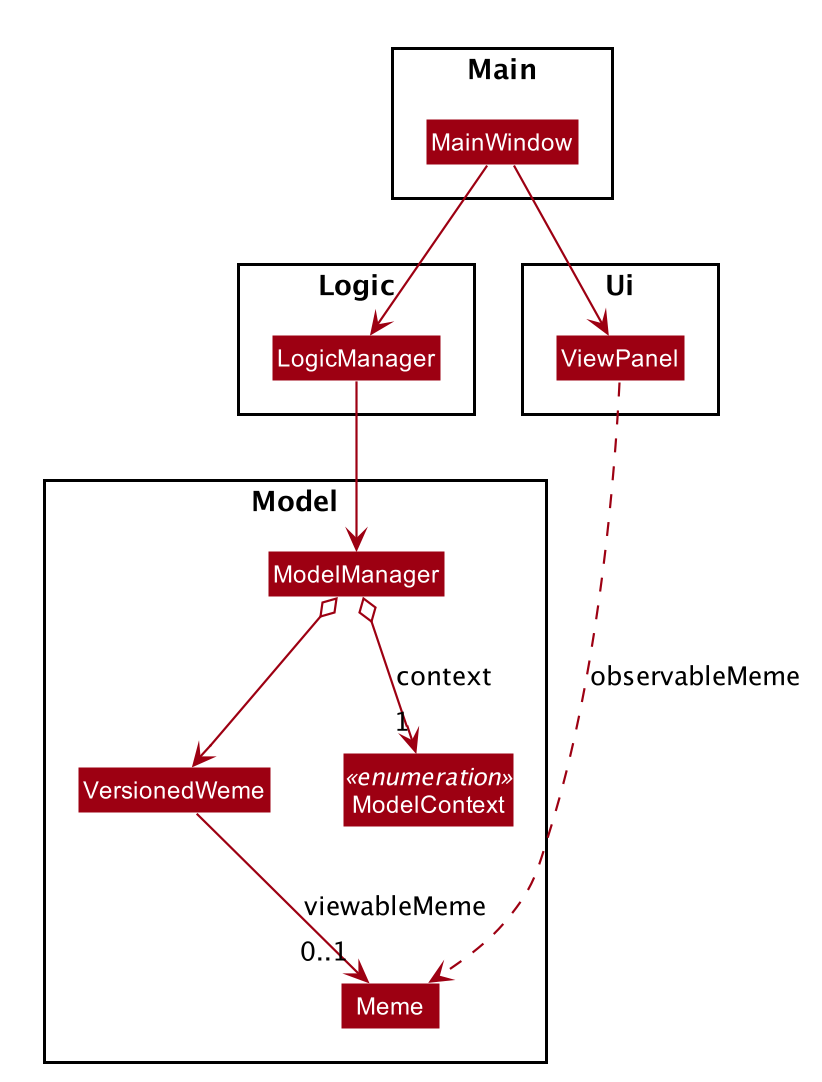 Main
MainWindow
Logic
Ui
LogicManager
ViewPanel
Model
ModelManager
context
observableMeme
1
«enumeration»
VersionedWeme
ModelContext
viewableMeme
0..1
Meme